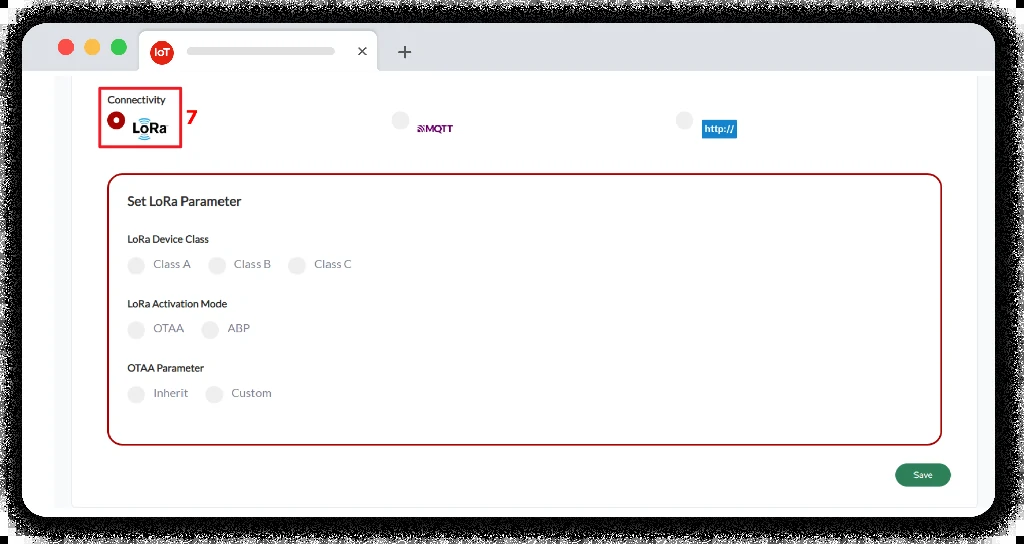 IoT
Connectivity
LoRa
7
MQTT
http://
Set LoRa Parameter
LoRa Device Class
Class A Class B Class C
LoRa Activation Mode
OTAA ABP
OTAA Parameter
Inherit Custom
Save